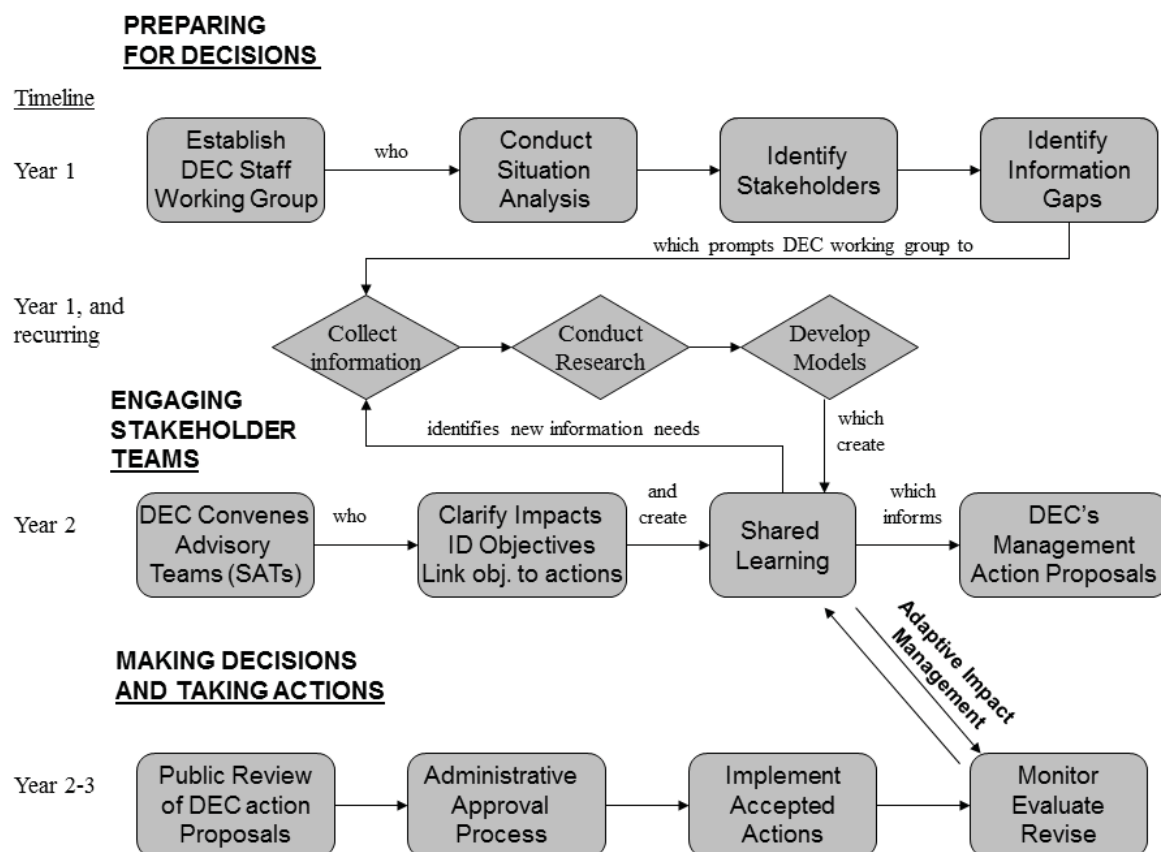 PREPARING
FOR DECISIONS
Timeline
Year 1
Establish
DEC Staff
Working Group
who
Conduct
Situation
Analysis
Identify
Stakeholders
Identify
Information
Gaps
which prompts DEC working group to
Year 1, and
recurring
Collect
information
Conduct
Research
Develop
Models
which
create
identifies new information needs
ENGAGING
STAKEHOLDER
TEAMS
Year 2
DEC Convenes
Advisory
Teams (SATs)
who
Clarify Impacts
ID Objectives
Link obj. to actions
and
create
Shared
Learning
which
informs
DEC's
Management
Action Proposals
Adaptive Impact
Management
MAKING DECISIONS
AND TAKING ACTIONS
Year 2-3
Public Review
of DEC action
Proposals
Administrative
Approval
Process
Implement
Accepted
Actions
Monitor
Evaluate
Revise